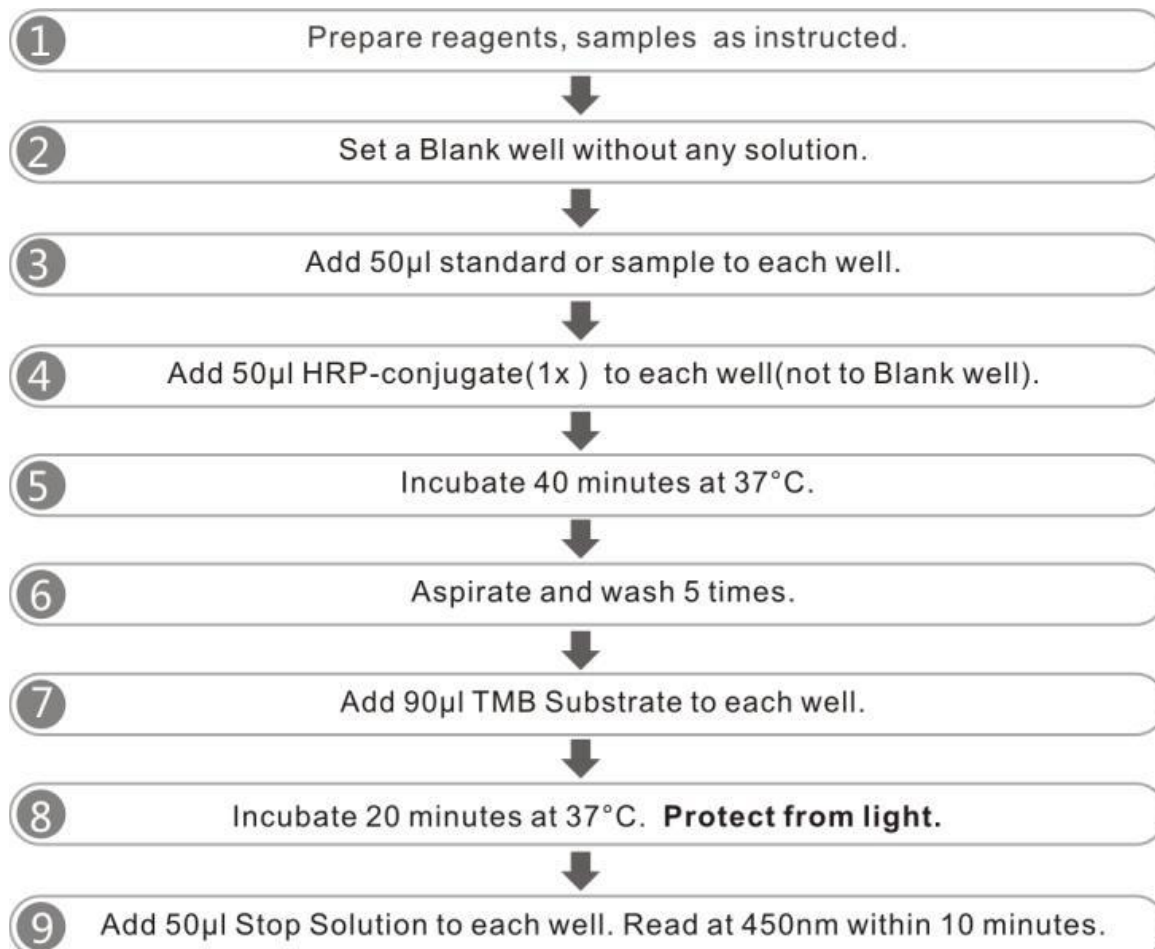 1 Prepare reagents, samples as instructed.
2 Set a Blank well without any solution.
3 Add 50µl standard or sample to each well.
4 Add 50µl HRP-conjugate(1x ) to each well(not to Blank well).
5 Incubate 40 minutes at 37°C.
6 Aspirate and wash 5 times.
7 Add 90µl TMB Substrate to each well.
8 Incubate 20 minutes at 37°C. Protect from light.
9 Add 50µl Stop Solution to each well. Read at 450nm within 10 minutes.